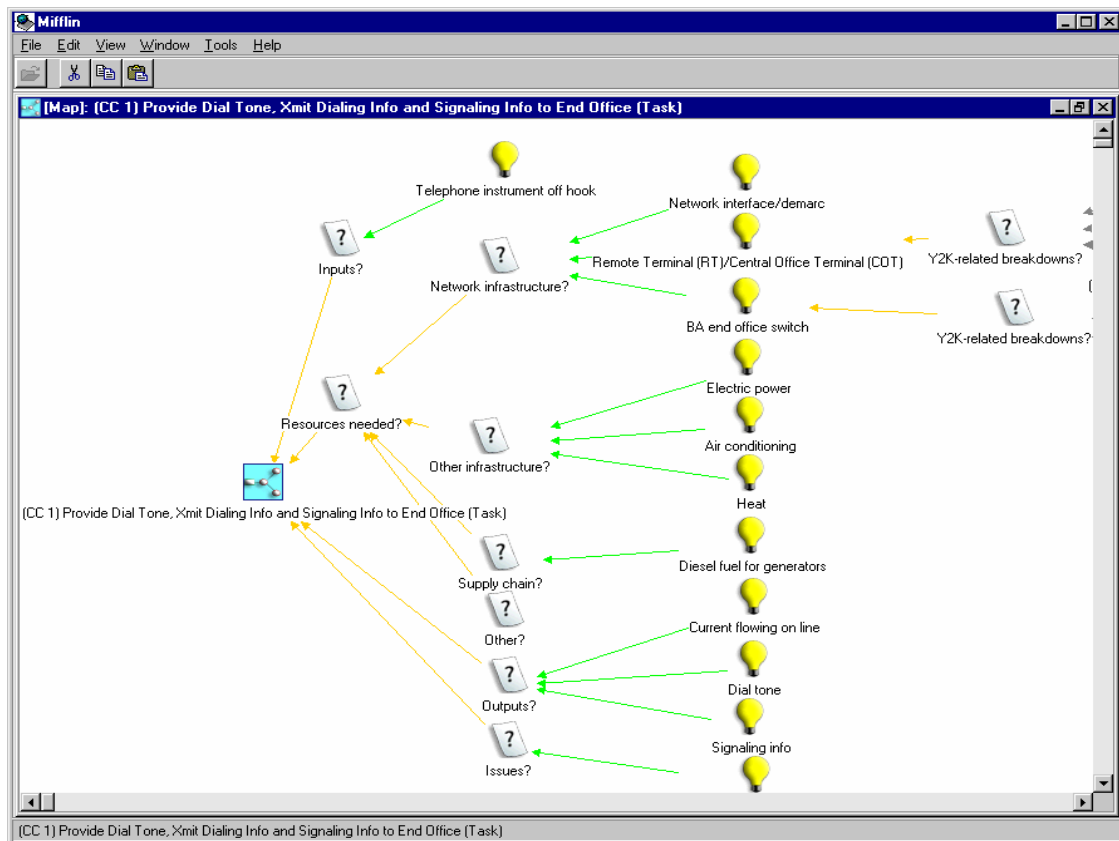 Mifflin
File Edit View Window Tools Help
[Map]: (CC 1) Provide Dial Tone, Xmit Dialing Info and Signaling Info to End Office (Task)
Telephone instrument off hook
Network interface/demarc
Inputs?
Network infrastructure?
Remote Terminal (RT)/Central Office Terminal (COT)
Y2K-related breakdowns?
(
BA end office switch
Y2K-related breakdowns?
Electric power
Resources needed?
Other infrastructure?
Air conditioning
Heat
(CC 1) Provide Dial Tone, Xmit Dialing Info and Signaling Info to End Office (Task)
Supply chain?
Diesel fuel for generators
Other?
Current flowing on line
Outputs?
Dial tone
Signaling info
Issues?
(CC 1) Provide Dial Tone, Xmit Dialing Info and Signaling Info to End Office (Task)